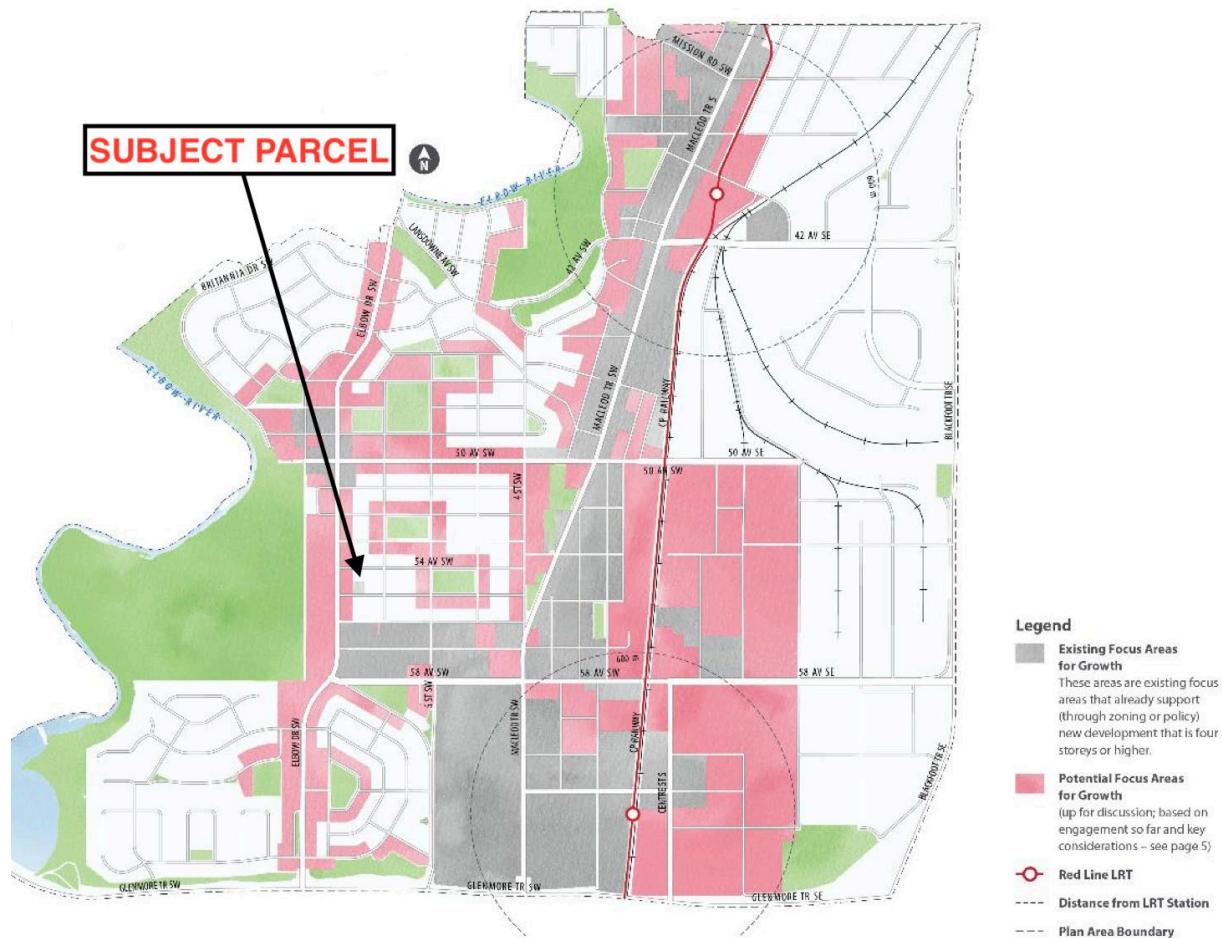 MISSION RD SW
MACLEOD TR S
SUBJECT PARCEL
N
ELBOW RIVER
600 m
LANSDOWNE AV SW
42 AV SW
42 AV SE
BRITANNIA DR SW
ELBOW DR SW
ELBOW RIVER
MACLEOD TR SW
CP RAILWAY
BLACKFOOT TR SE
50 AV SW
50 AV SE
50 AV SW
4 ST SW
54 AV SW
600 m
58 AV SW
58 AV SW
58 AV SE
5 ST SW
ELBOW DR SW
MACLEOD TR SW
CP RAILWAY
CENTRE ST S
BLACKFOOT TR SE
GLENMORE TR SW
GLENMORE TR SW
GLENMORE TR SE
Legend
Existing Focus Areas
for Growth
These areas are existing focus
areas that already support
(through zoning or policy)
new development that is four
storeys or higher.
Potential Focus Areas
for Growth
(up for discussion; based on
engagement so far and key
considerations – see page 5)
Red Line LRT
Distance from LRT Station
Plan Area Boundary